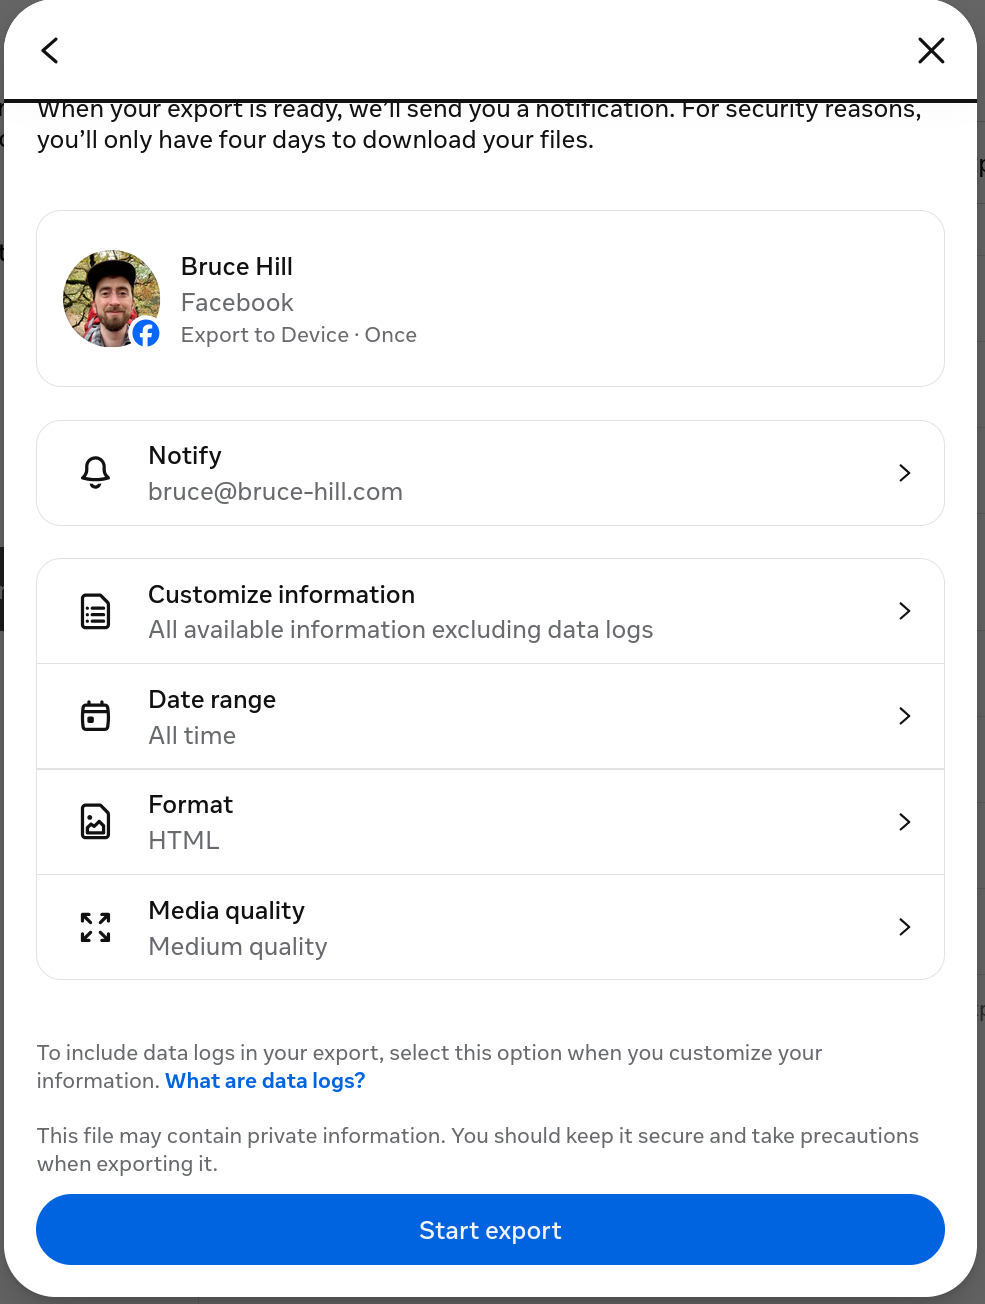 When your export is ready, we'll send you a notification. For security reasons,
you'll only have four days to download your files.
Bruce Hill
Facebook
Export to Device · Once
Notify
bruce@bruce-hill.com
Customize information
All available information excluding data logs
Date range
All time
Format
HTML
Media quality
Medium quality
To include data logs in your export, select this option when you customize your
information. What are data logs?
This file may contain private information. You should keep it secure and take precautions
when exporting it.
Start export